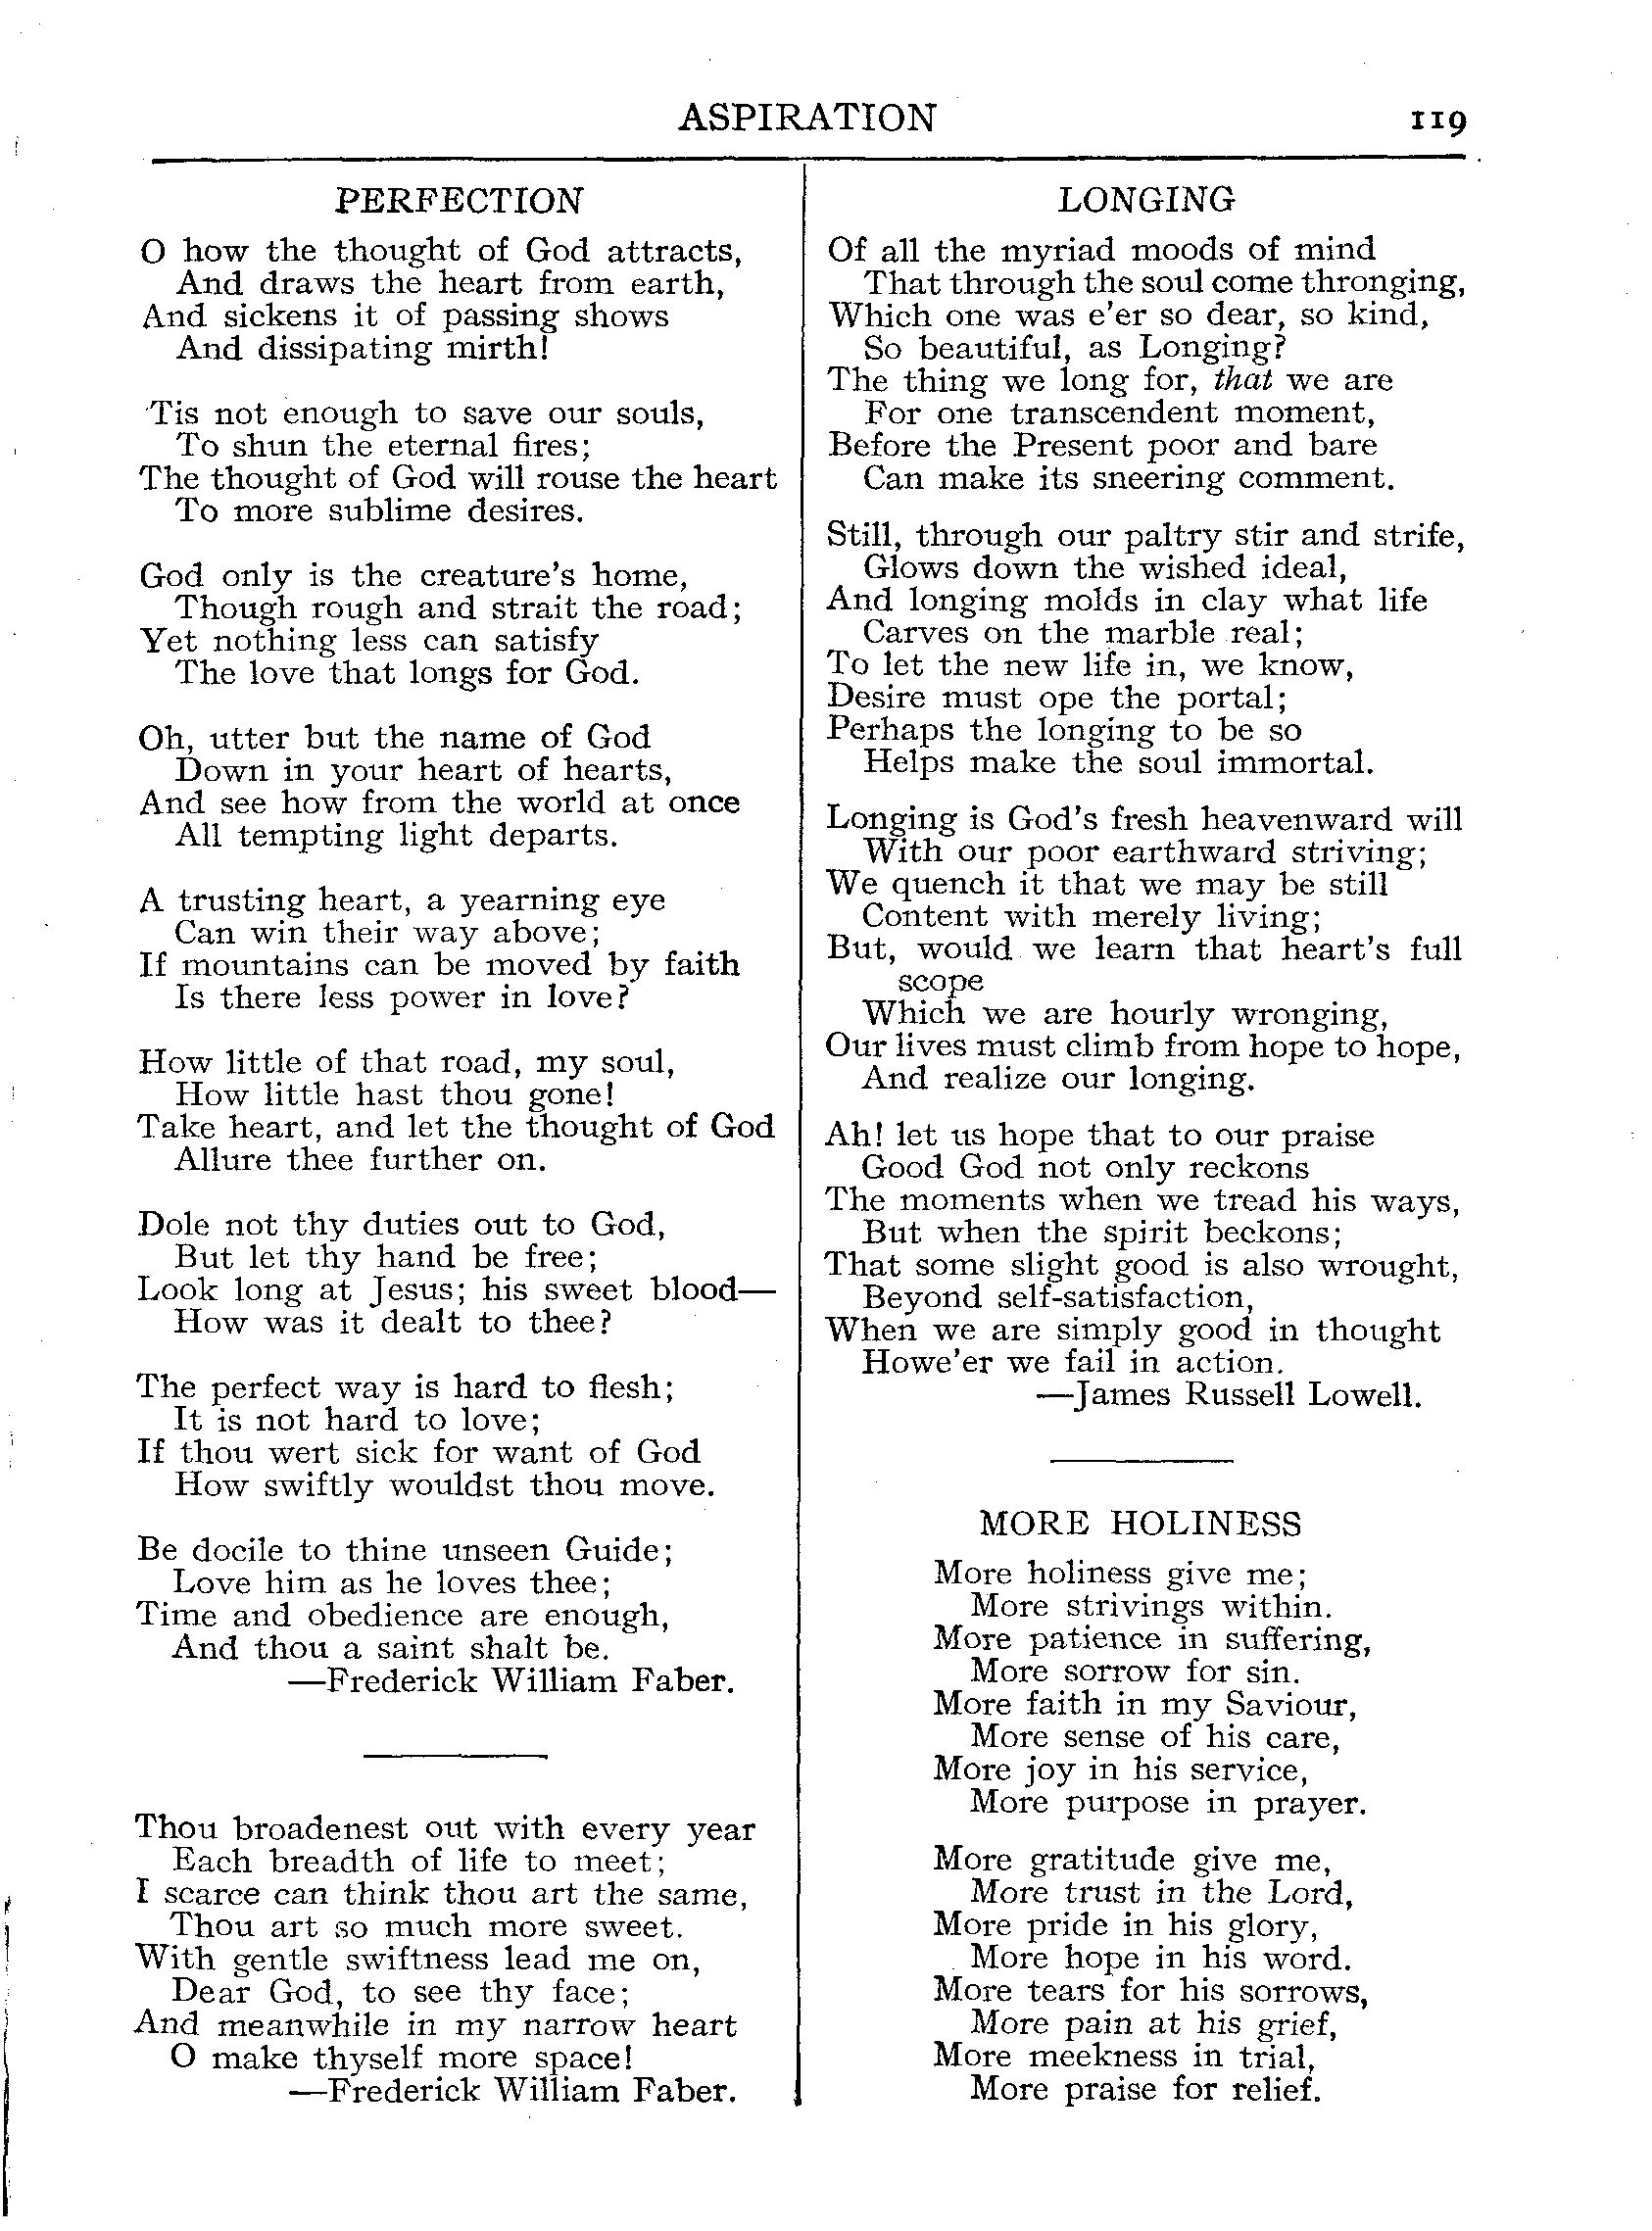 ASPIRATION 119
PERFECTION
O how the thought of God attracts,
And draws the heart from earth,
And sickens it of passing shows
And dissipating mirth!
'Tis not enough to save our souls,
To shun the eternal fires;
The thought of God will rouse the heart
To more sublime desires.
God only is the creature's home,
Though rough and strait the road;
Yet nothing less can satisfy
The love that longs for God.
Oh, utter but the name of God
Down in your heart of hearts,
And see how from the world at once
All tempting light departs.
A trusting heart, a yearning eye
Can win their way above;
If mountains can be moved by faith
Is there less power in love?
How little of that road, my soul,
How little hast thou gone!
Take heart, and let the thought of God
Allure thee further on.
Dole not thy duties out to God,
But let thy hand be free;
Look long at Jesus; his sweet blood—
How was it dealt to thee?
The perfect way is hard to flesh;
It is not hard to love;
If thou wert sick for want of God
How swiftly wouldst thou move.
Be docile to thine unseen Guide;
Love him as he loves thee;
Time and obedience are enough,
And thou a saint shalt be.
—Frederick William Faber.
Thou broadenest out with every year
Each breadth of life to meet;
I scarce can think thou art the same,
Thou art so much more sweet.
With gentle swiftness lead me on,
Dear God, to see thy face;
And meanwhile in my narrow heart
O make thyself more space!
—Frederick William Faber.
LONGING
Of all the myriad moods of mind
That through the soul come thronging,
Which one was e'er so dear, so kind,
So beautiful, as Longing?
The thing we long for, that we are
For one transcendent moment,
Before the Present poor and bare
Can make its sneering comment.
Still, through our paltry stir and strife,
Glows down the wished ideal,
And longing molds in clay what life
Carves on the marble real;
To let the new life in, we know,
Desire must ope the portal;
Perhaps the longing to be so
Helps make the soul immortal.
Longing is God's fresh heavenward will
With our poor earthward striving;
We quench it that we may be still
Content with merely living;
But, would we learn that heart's full
scope
Which we are hourly wronging,
Our lives must climb from hope to hope,
And realize our longing.
Ah! let us hope that to our praise
Good God not only reckons
The moments when we tread his ways,
But when the spirit beckons;
That some slight good is also wrought,
Beyond self-satisfaction,
When we are simply good in thought
Howe'er we fail in action.
—James Russell Lowell.
MORE HOLINESS
More holiness give me;
More strivings within.
More patience in suffering,
More sorrow for sin.
More faith in my Saviour,
More sense of his care,
More joy in his service,
More purpose in prayer.
More gratitude give me,
More trust in the Lord,
More pride in his glory,
More hope in his word.
More tears for his sorrows,
More pain at his grief,
More meekness in trial,
More praise for relief.